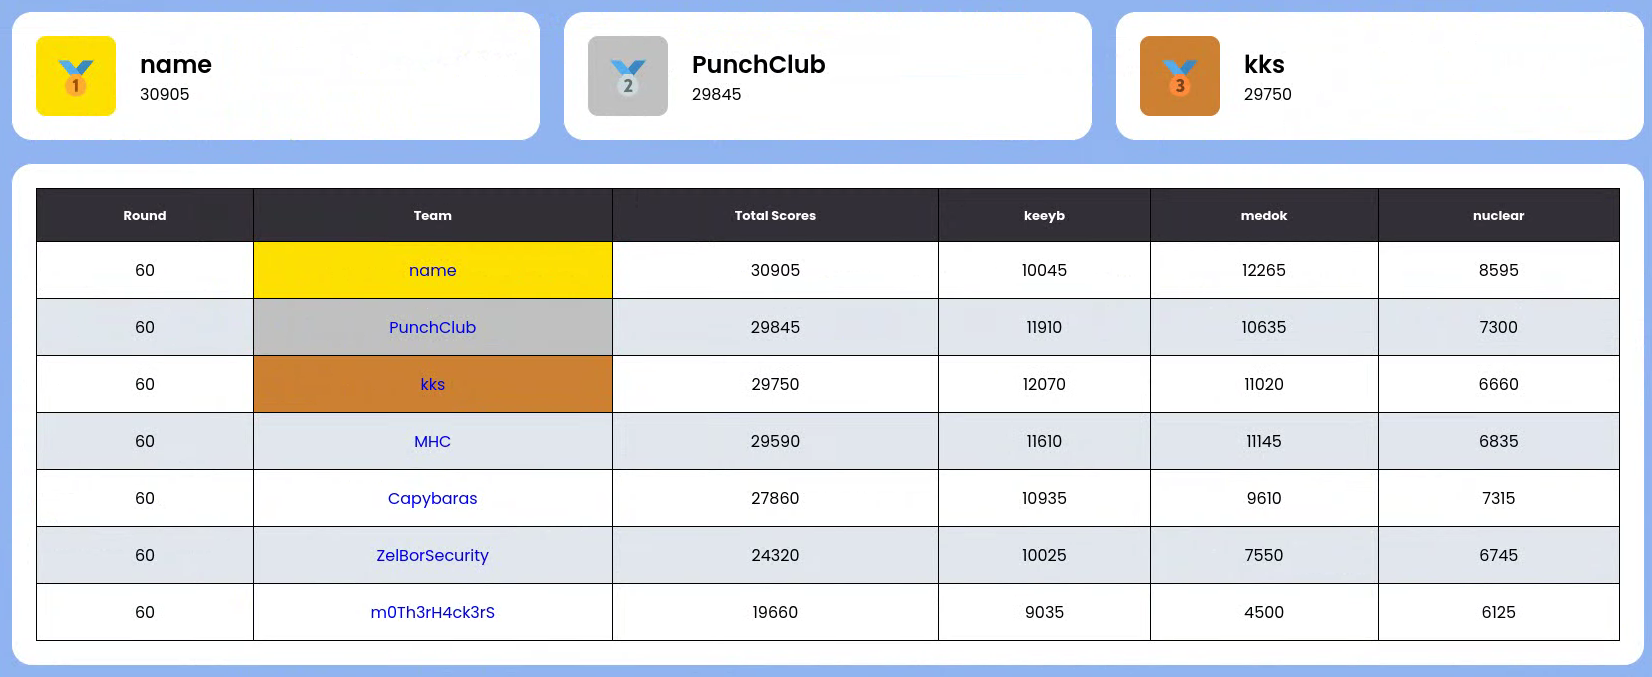 1 name
30905
2 PunchClub
29845
3 kks
29750
Round Team Total Scores keeyb medok nuclear
60 name 30905 10045 12265 8595
60 PunchClub 29845 11910 10635 7300
60 kks 29750 12070 11020 6660
60 MHC 29590 11610 11145 6835
60 Capybaras 27860 10935 9610 7315
60 ZelBorSecurity 24320 10025 7550 6745
60 m0Th3rH4ck3rS 19660 9035 4500 6125